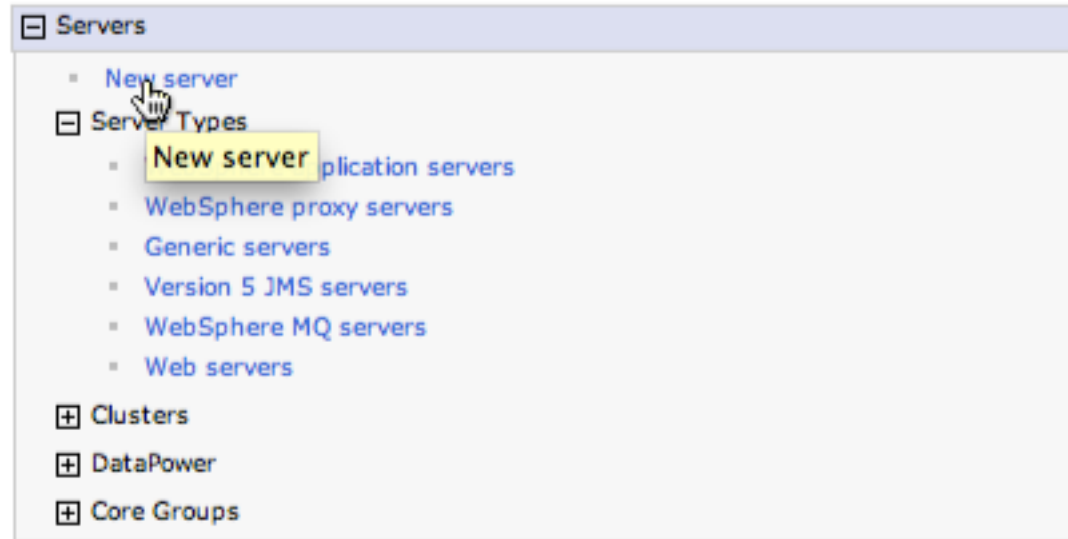 Servers
New server
Server Types
New server
plication servers
WebSphere proxy servers
Generic servers
Version 5 JMS servers
WebSphere MQ servers
Web servers
Clusters
DataPower
Core Groups